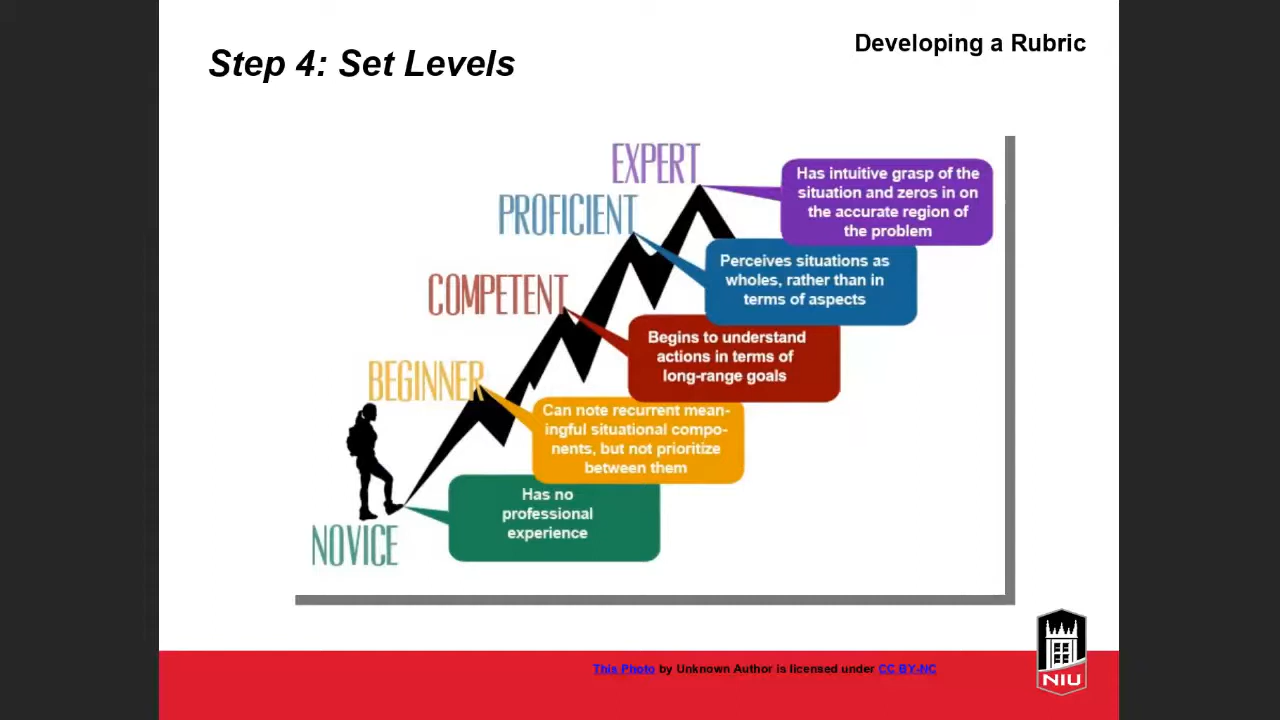 Developing a Rubric
Step 4: Set Levels
EXPERT
Has intuitive grasp of the
situation and zeros in on
the accurate region of
the problem
PROFICIENT
Perceives situations as
wholes, rather than in
terms of aspects
COMPETENT
Begins to understand
actions in terms of
long-range goals
BEGINNER
Can note recurrent mean-
ingful situational compo-
nents, but not prioritize
between them
NOVICE
Has no
professional
experience
This Photo by Unknown Author is licensed under CC BY-NC
NIU